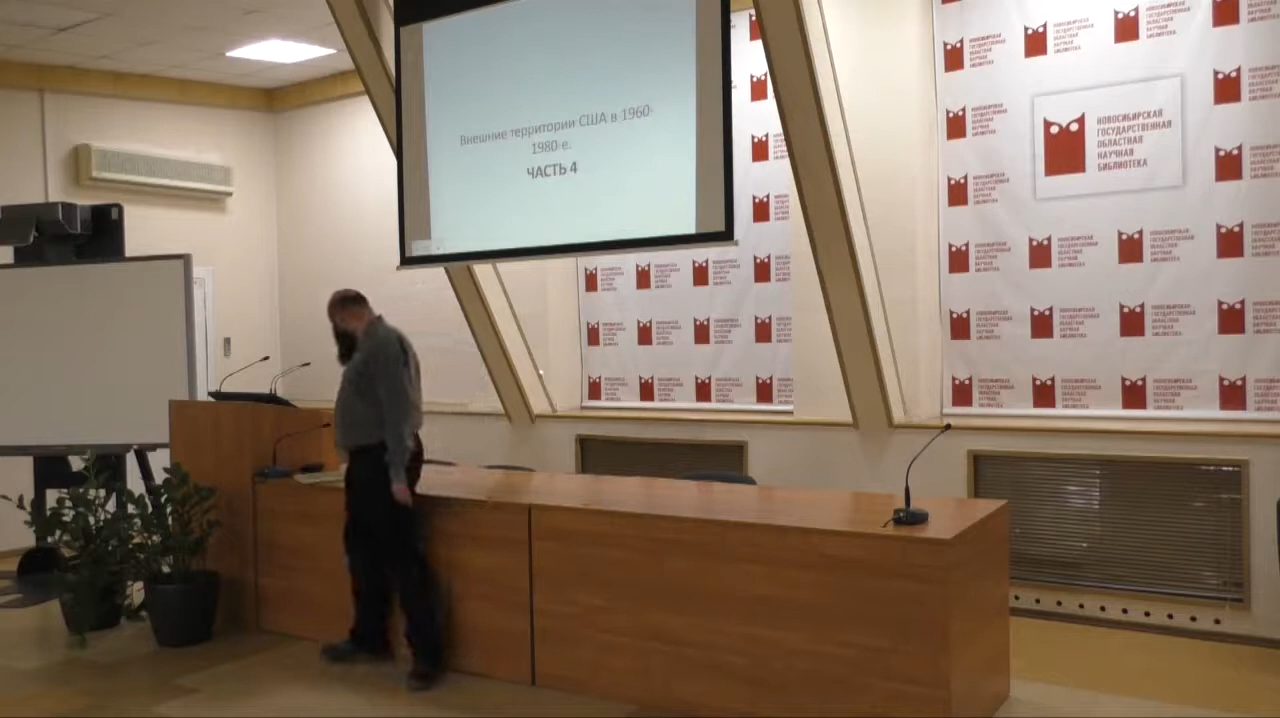 Внешние территории США в 1960-
1980-е.
ЧАСТЬ 4
НОВОСИБИРСКАЯ
ГОСУДАРСТВЕННАЯ
ОБЛАСТНАЯ
НАУЧНАЯ
БИБЛИОТЕКА